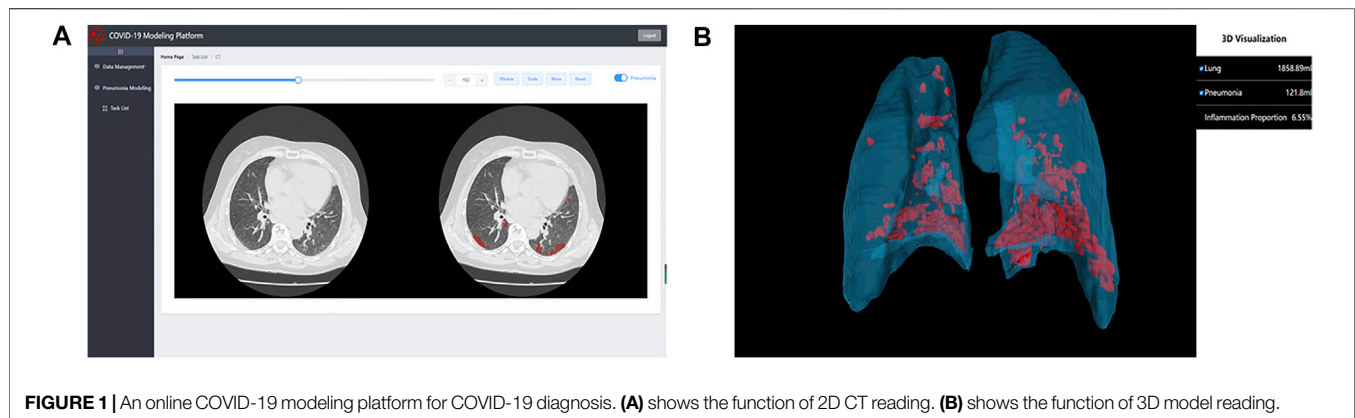 A
COVID-19 Modeling Platform
Logout
Data Management
Pneumonia Modeling
Task List
Home Page Task List CT
− 162 + Window Scale Move Reset Pneumonia
B
3D Visualization
Lung 1858.89ml
Pneumonia 121.8ml
Inflammation Proportion 6.55%
FIGURE 1 | An online COVID-19 modeling platform for COVID-19 diagnosis. (A) shows the function of 2D CT reading. (B) shows the function of 3D model reading.